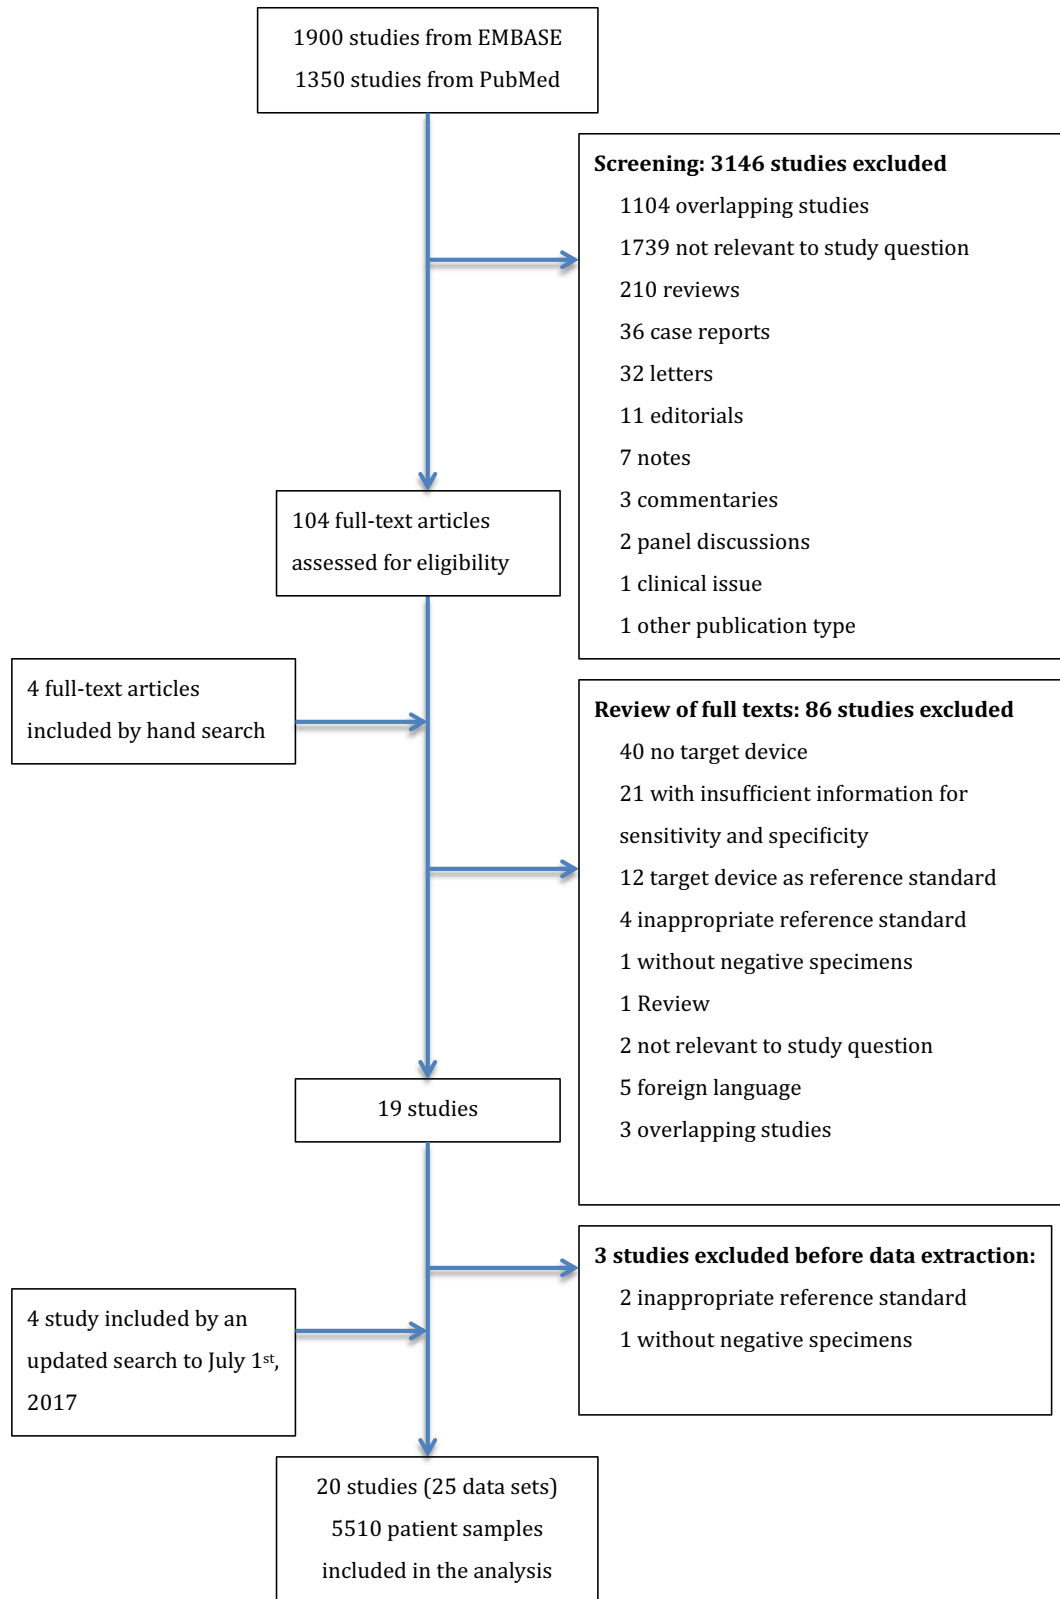 1900 studies from EMBASE
1350 studies from PubMed
Screening: 3146 studies excluded
1104 overlapping studies
1739 not relevant to study question
210 reviews
36 case reports
32 letters
11 editorials
7 notes
3 commentaries
2 panel discussions
1 clinical issue
1 other publication type
104 full-text articles
assessed for eligibility
4 full-text articles
included by hand search
Review of full texts: 86 studies excluded
40 no target device
21 with insufficient information for
sensitivity and specificity
12 target device as reference standard
4 inappropriate reference standard
1 without negative specimens
1 Review
2 not relevant to study question
5 foreign language
3 overlapping studies
19 studies
3 studies excluded before data extraction:
2 inappropriate reference standard
1 without negative specimens
4 study included by an
updated search to July 1st,
2017
20 studies (25 data sets)
5510 patient samples
included in the analysis